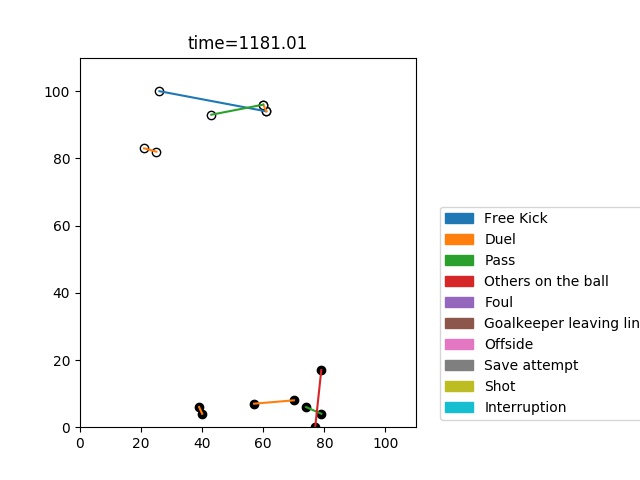 time=1181.01
100
80
60
40
20
0
0 20 40 60 80 100
Free Kick
Duel
Pass
Others on the ball
Foul
Goalkeeper leaving lin
Offside
Save attempt
Shot
Interruption